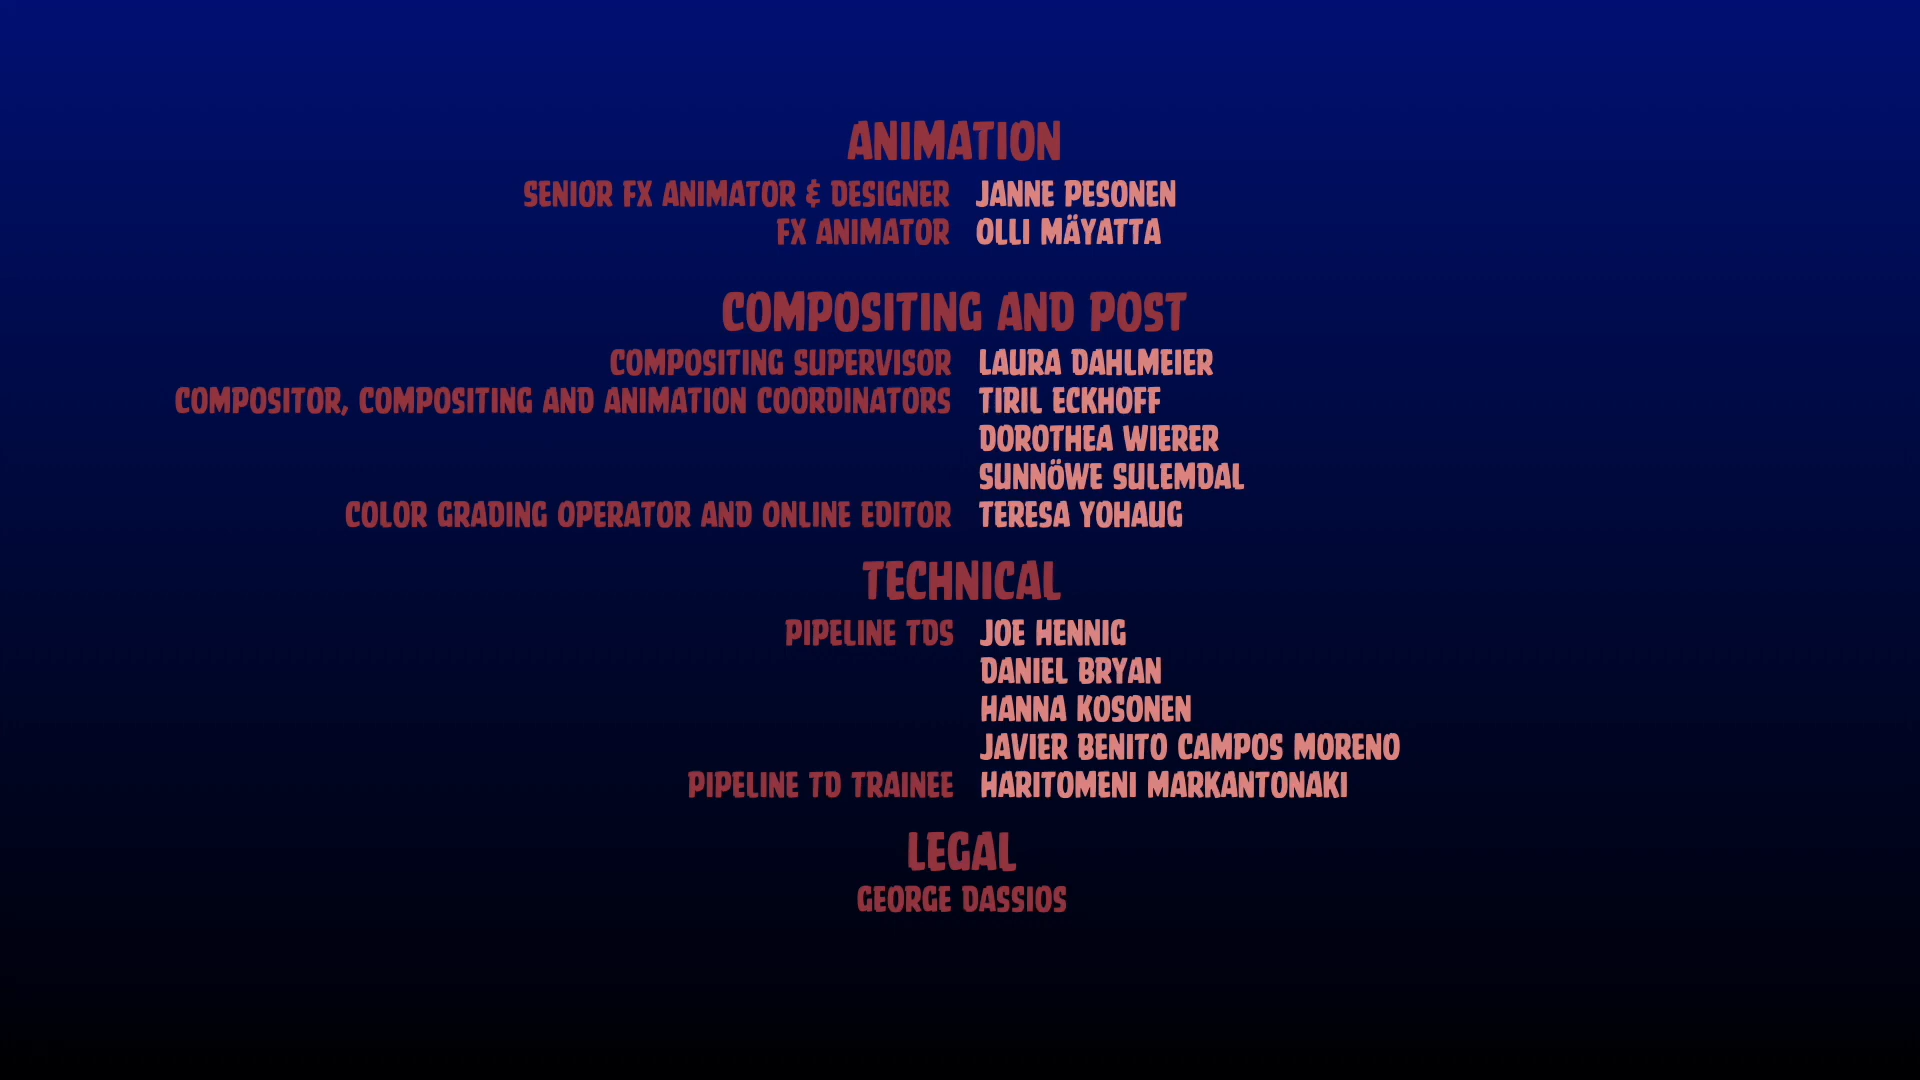 ANIMATION
SENIOR FX ANIMATOR & DESIGNER JANNE PESONEN
FX ANIMATOR OLLI MÄYATTA
COMPOSITING AND POST
COMPOSITING SUPERVISOR LAURA DAHLMEIER
COMPOSITOR, COMPOSITING AND ANIMATION COORDINATORS TIRIL ECKHOFF
DOROTHEA WIERER
SUNNÖWE SULEMDAL
COLOR GRADING OPERATOR AND ONLINE EDITOR TERESA YOHAUG
TECHNICAL
PIPELINE TDS JOE HENNIG
DANIEL BRYAN
HANNA KOSONEN
JAVIER BENITO CAMPOS MORENO
PIPELINE TD TRAINEE HARITOMENI MARKANTONAKI
LEGAL
GEORGE DASSIOS